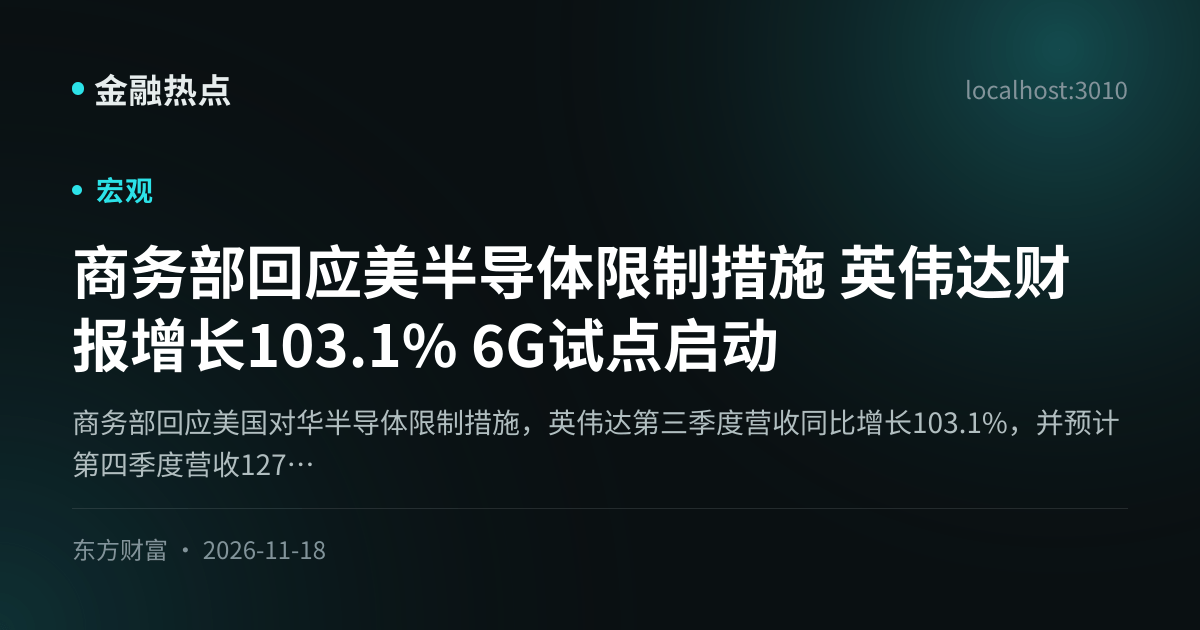 金融热点
localhost:3010
宏观
商务部回应美半导体限制措施 英伟达财
报增长103.1% 6G试点启动
商务部回应美国对华半导体限制措施，英伟达第三季度营收同比增长103.1%，并预计
第四季度营收127…
东方财富 · 2026-11-18